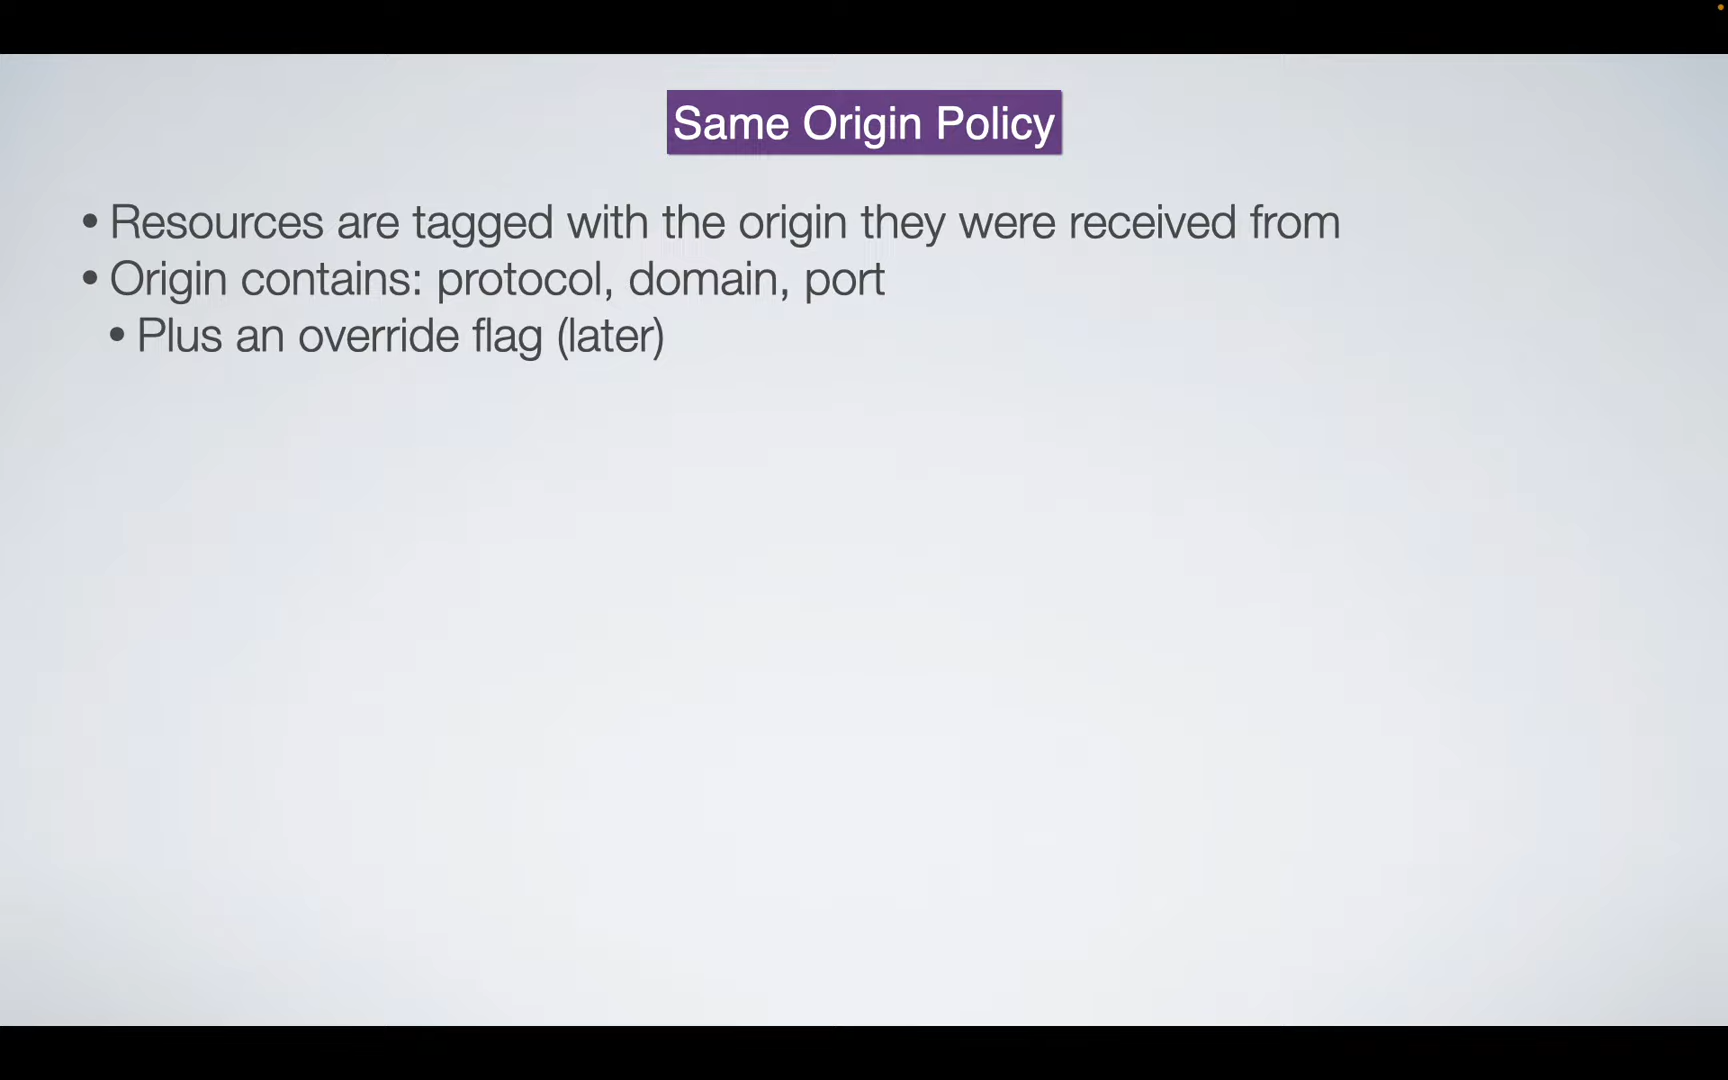 Same Origin Policy
• Resources are tagged with the origin they were received from
• Origin contains: protocol, domain, port
• Plus an override flag (later)